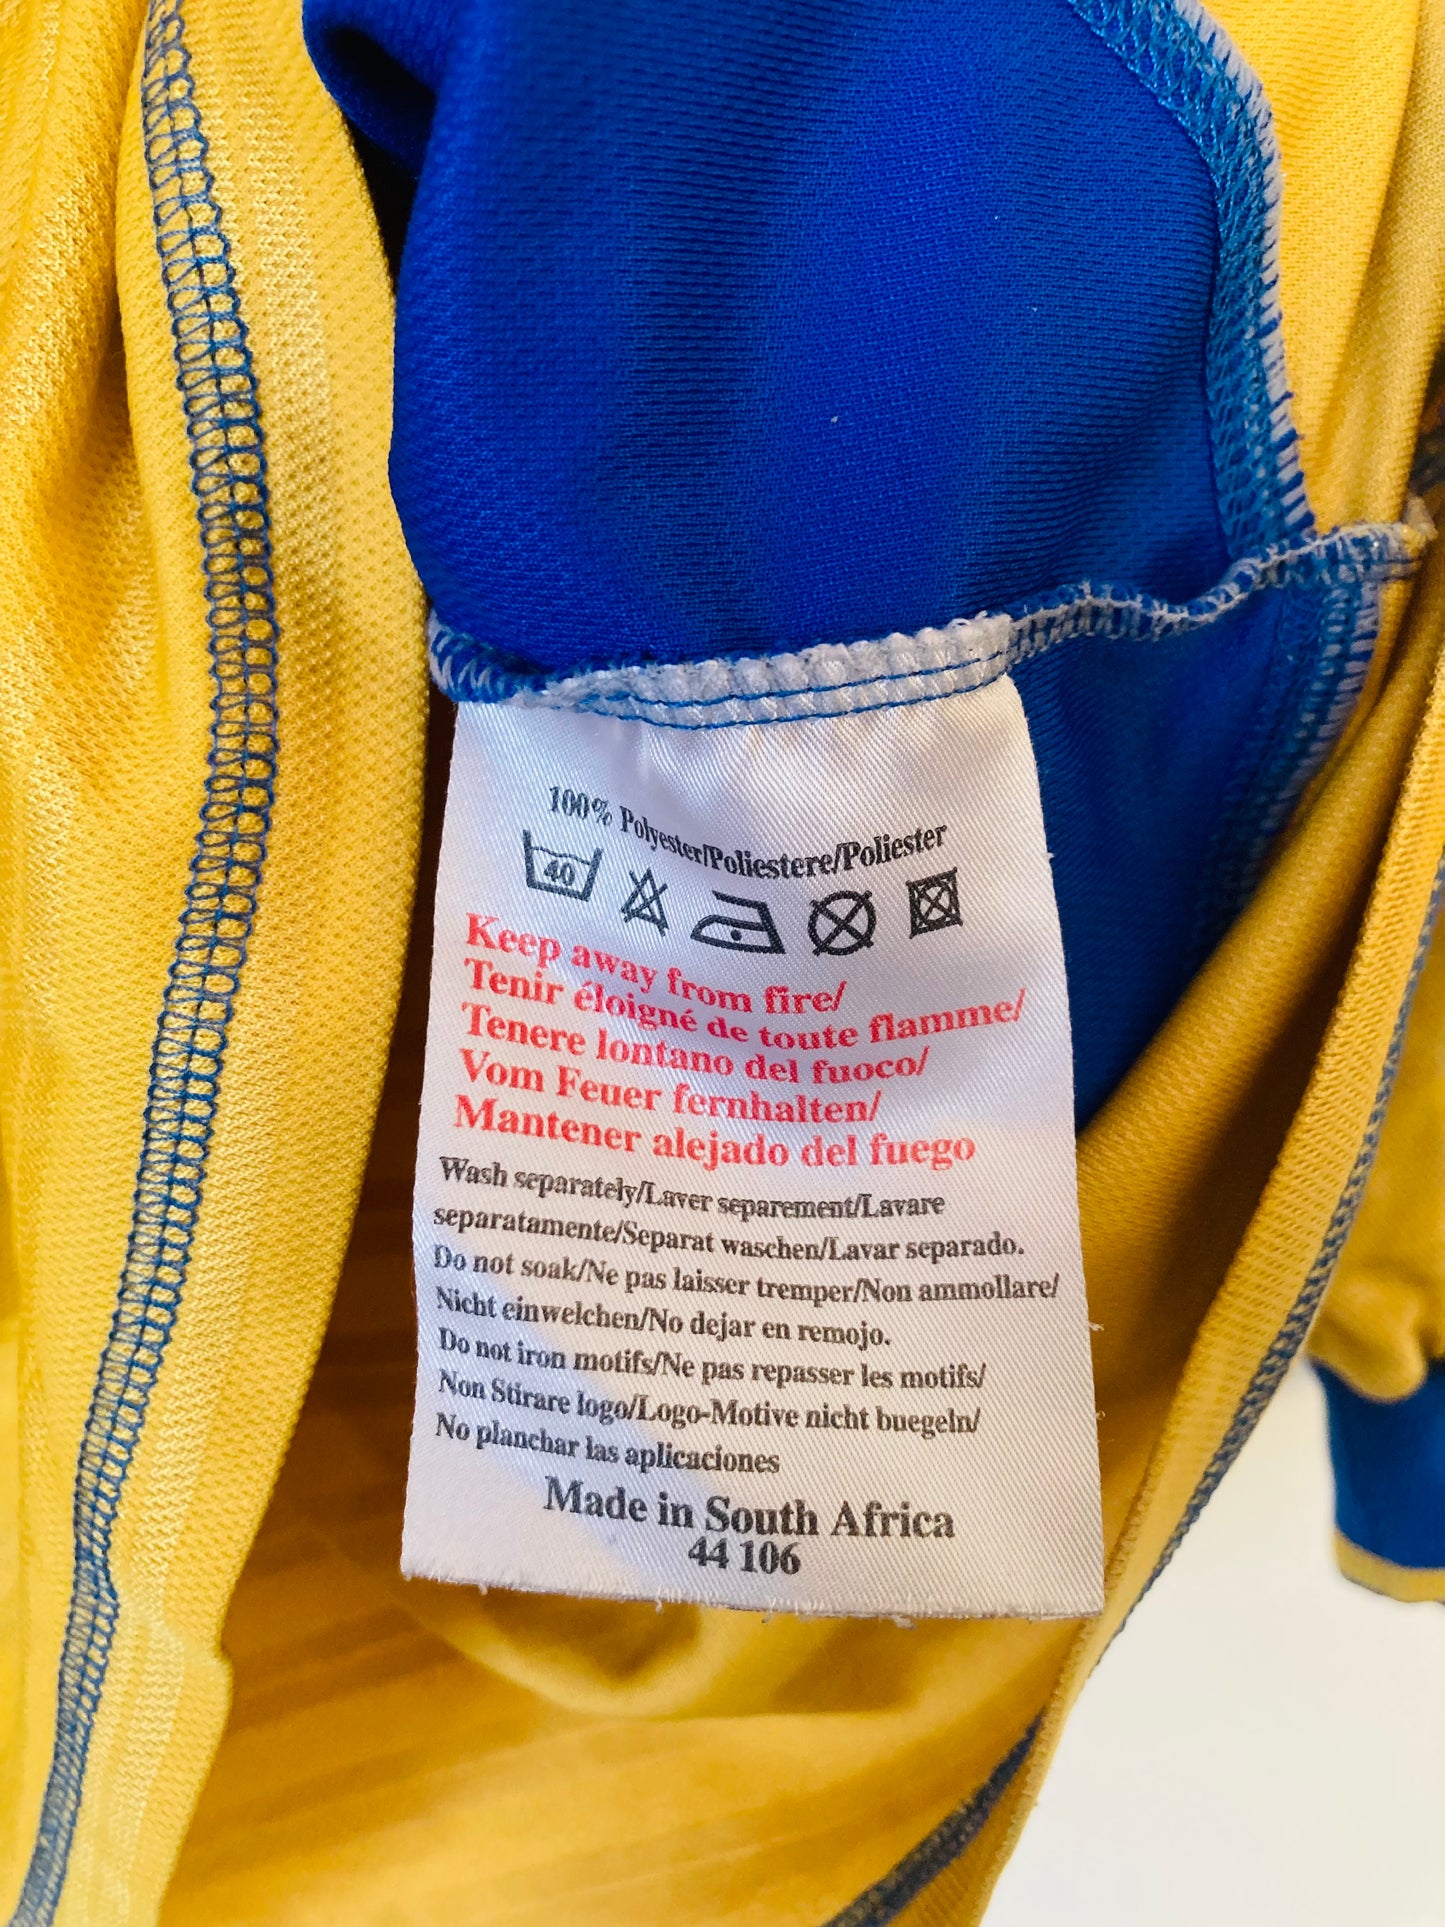 100% Polyester/Poliestere/Poliester
40
Keep away from fire/
Tenir éloigné de toute flamme/
Tenere lontano del fuoco/
Vom Feuer fernhalten/
Mantener alejado del fuego
Wash separately/Laver separement/Lavare
separatamente/Separat waschen/Lavar separado.
Do not soak/Ne pas laisser tremper/Non ammollare/
Nicht einwelchen/No dejar en remojo.
Do not iron motifs/Ne pas repasser les motifs/
Non Stirare logo/Logo-Motive nicht buegeln/
No planchar las aplicaciones
Made in South Africa
44 106